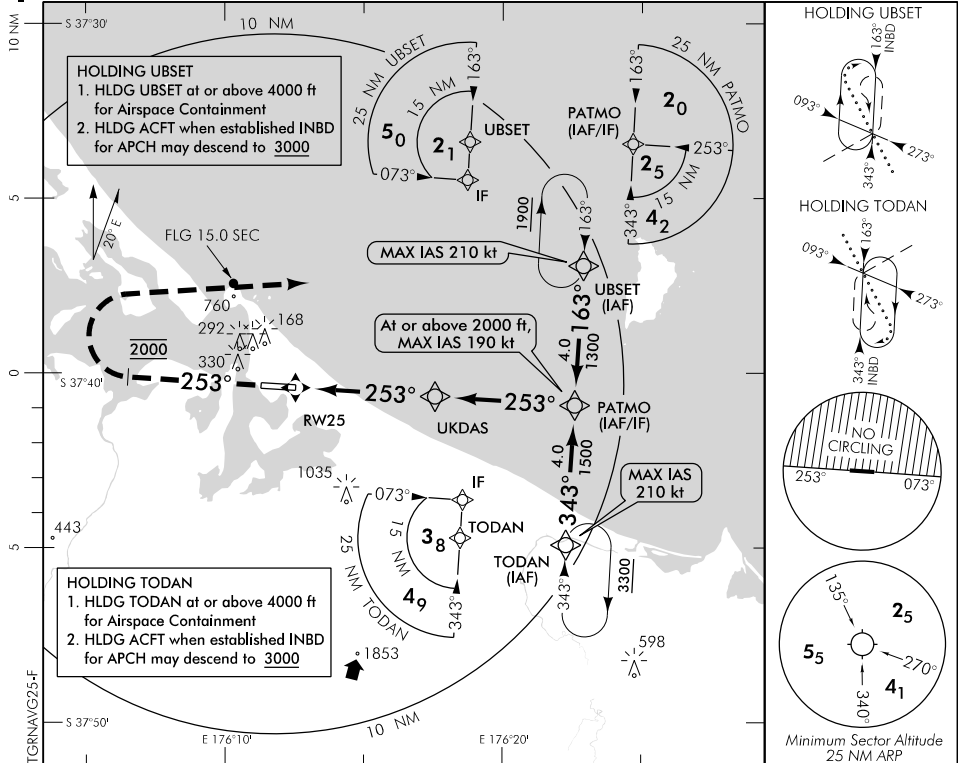 10 NM
S 37°30'
10 NM
HOLDING UBSET
1. HLDG UBSET at or above 4000 ft
for Airspace Containment
2. HLDG ACFT when established INBD
for APCH may descend to 3000
25 NM UBSET
15 NM
163°
5₀
2₁
UBSET
073°
IF
25 NM PATMO
163°
2₀
PATMO
(IAF/IF)
253°
2₅
15 NM
343°
4₂
5
20° E
FLG 15.0 SEC
760
292
168
330
2000
1900
163°
MAX IAS 210 kt
UBSET
(IAF)
163°
4.0
1300
At or above 2000 ft,
MAX IAS 190 kt
0
S 37°40'
253°
RW25
253°
UKDAS
253°
PATMO
(IAF/IF)
4.0
1500
343°
MAX IAS
210 kt
1035
073°
IF
15 NM
3₈
TODAN
25 NM TODAN
4₉
343°
443
5
TODAN
(IAF)
343°
3300
HOLDING TODAN
1. HLDG TODAN at or above 4000 ft
for Airspace Containment
2. HLDG ACFT when established INBD
for APCH may descend to 3000
1853
598
S 37°50'
10 NM
E 176°10'
E 176°20'
TGRNAVG25-F
HOLDING UBSET
163°
INBD
093°
273°
343°
HOLDING TODAN
163°
093°
273°
343°
INBD
NO
CIRCLING
253°
073°
135°
2₅
5₅
270°
4₁
340°
Minimum Sector Altitude
25 NM ARP